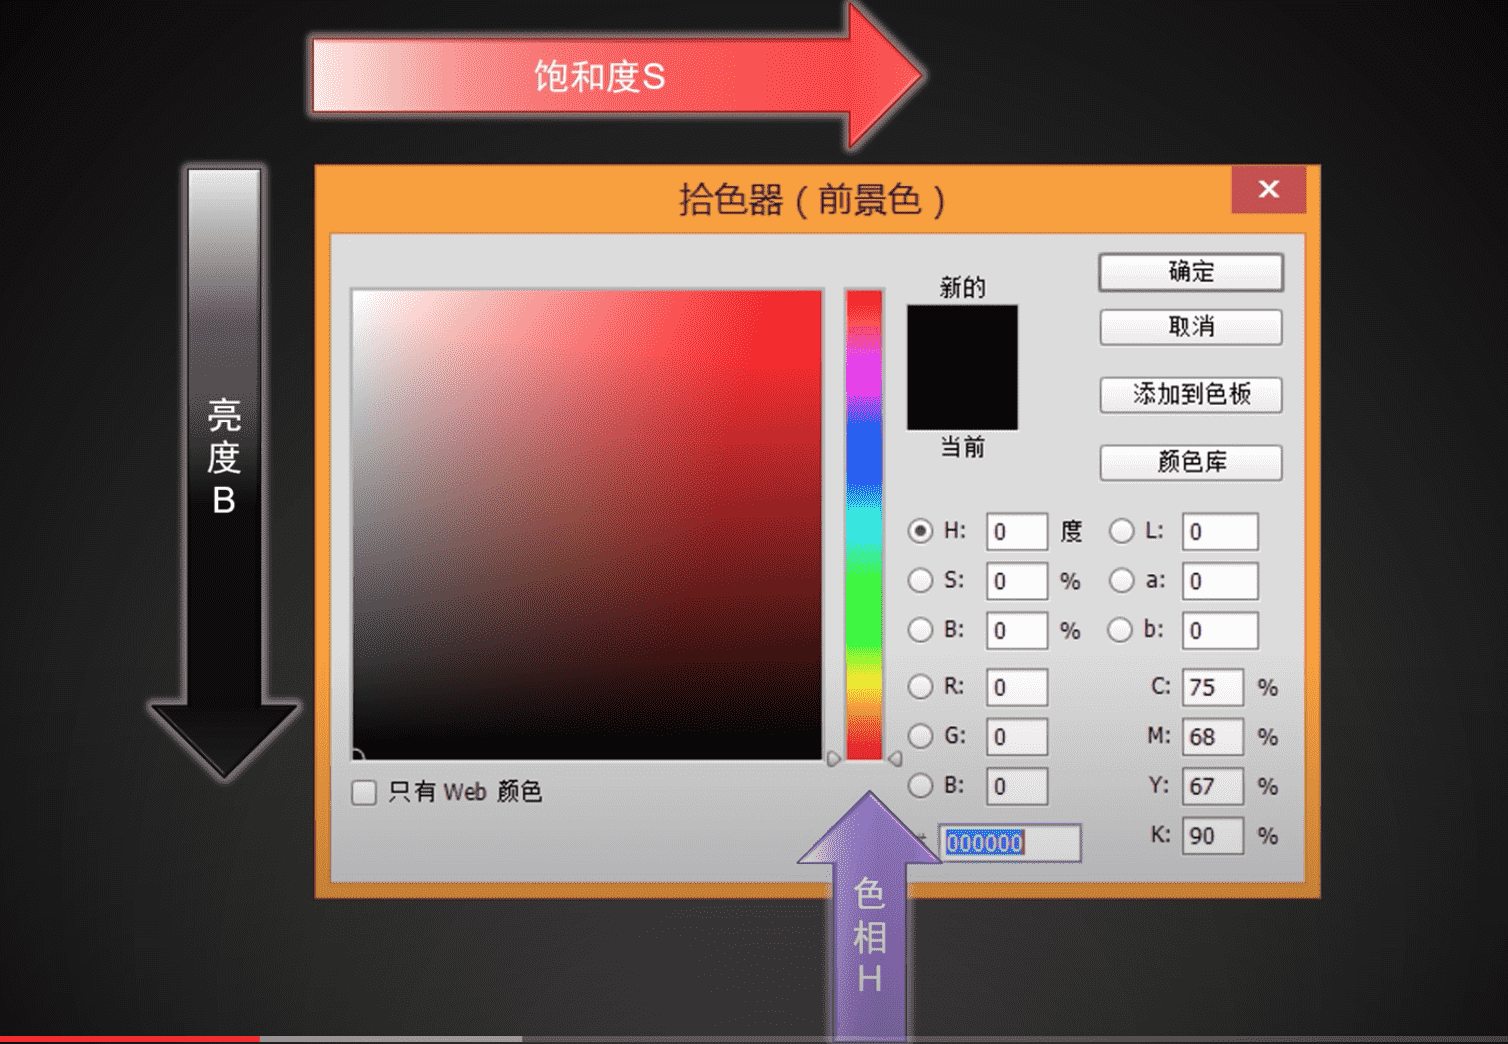 饱和度S
拾色器（前景色）
亮度B
新的
当前
确定
取消
添加到色板
颜色库
H: 0 度
S: 0 %
B: 0 %
R: 0
G: 0
B: 0
# 000000
L: 0
a: 0
b: 0
C: 75 %
M: 68 %
Y: 67 %
K: 90 %
只有 Web 颜色
色相H